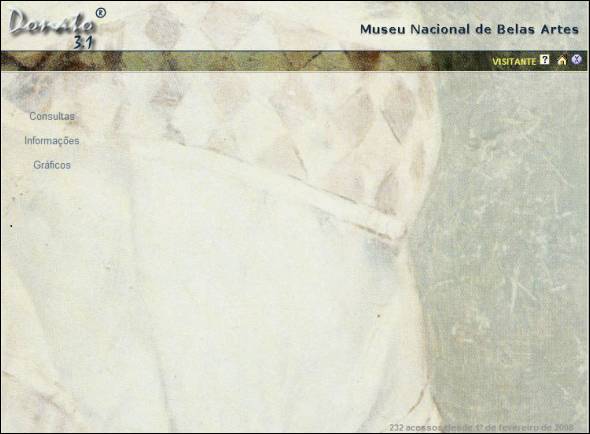 Donato ®
3.1
Museu Nacional de Belas Artes
VISITANTE ?
X
Consultas
Informações
Gráficos
232 acessos desde 1º de fevereiro de 2008